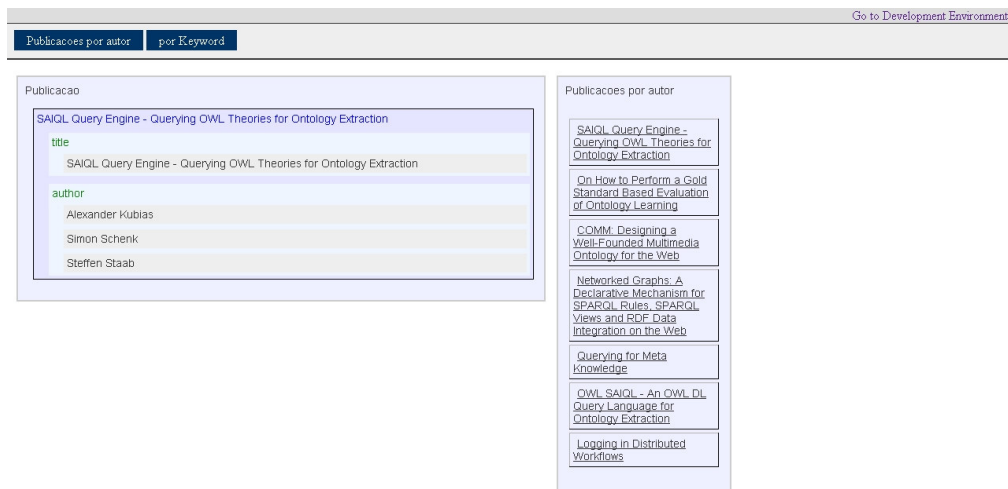 Go to Development Environment
Publicacoes por autor
por Keyword
Publicacao
SAIQL Query Engine - Querying OWL Theories for Ontology Extraction
title
SAIQL Query Engine - Querying OWL Theories for Ontology Extraction
author
Alexander Kubias
Simon Schenk
Steffen Staab
Publicacoes por autor
SAIQL Query Engine -
Querying OWL Theories for
Ontology Extraction
On How to Perform a Gold
Standard Based Evaluation
of Ontology Learning
COMM: Designing a
Well-Founded Multimedia
Ontology for the Web
Networked Graphs: A
Declarative Mechanism for
SPARQL Rules, SPARQL
Views and RDF Data
Integration on the Web
Querying for Meta
Knowledge
OWL SAIQL - An OWL DL
Query Language for
Ontology Extraction
Logging in Distributed
Workflows